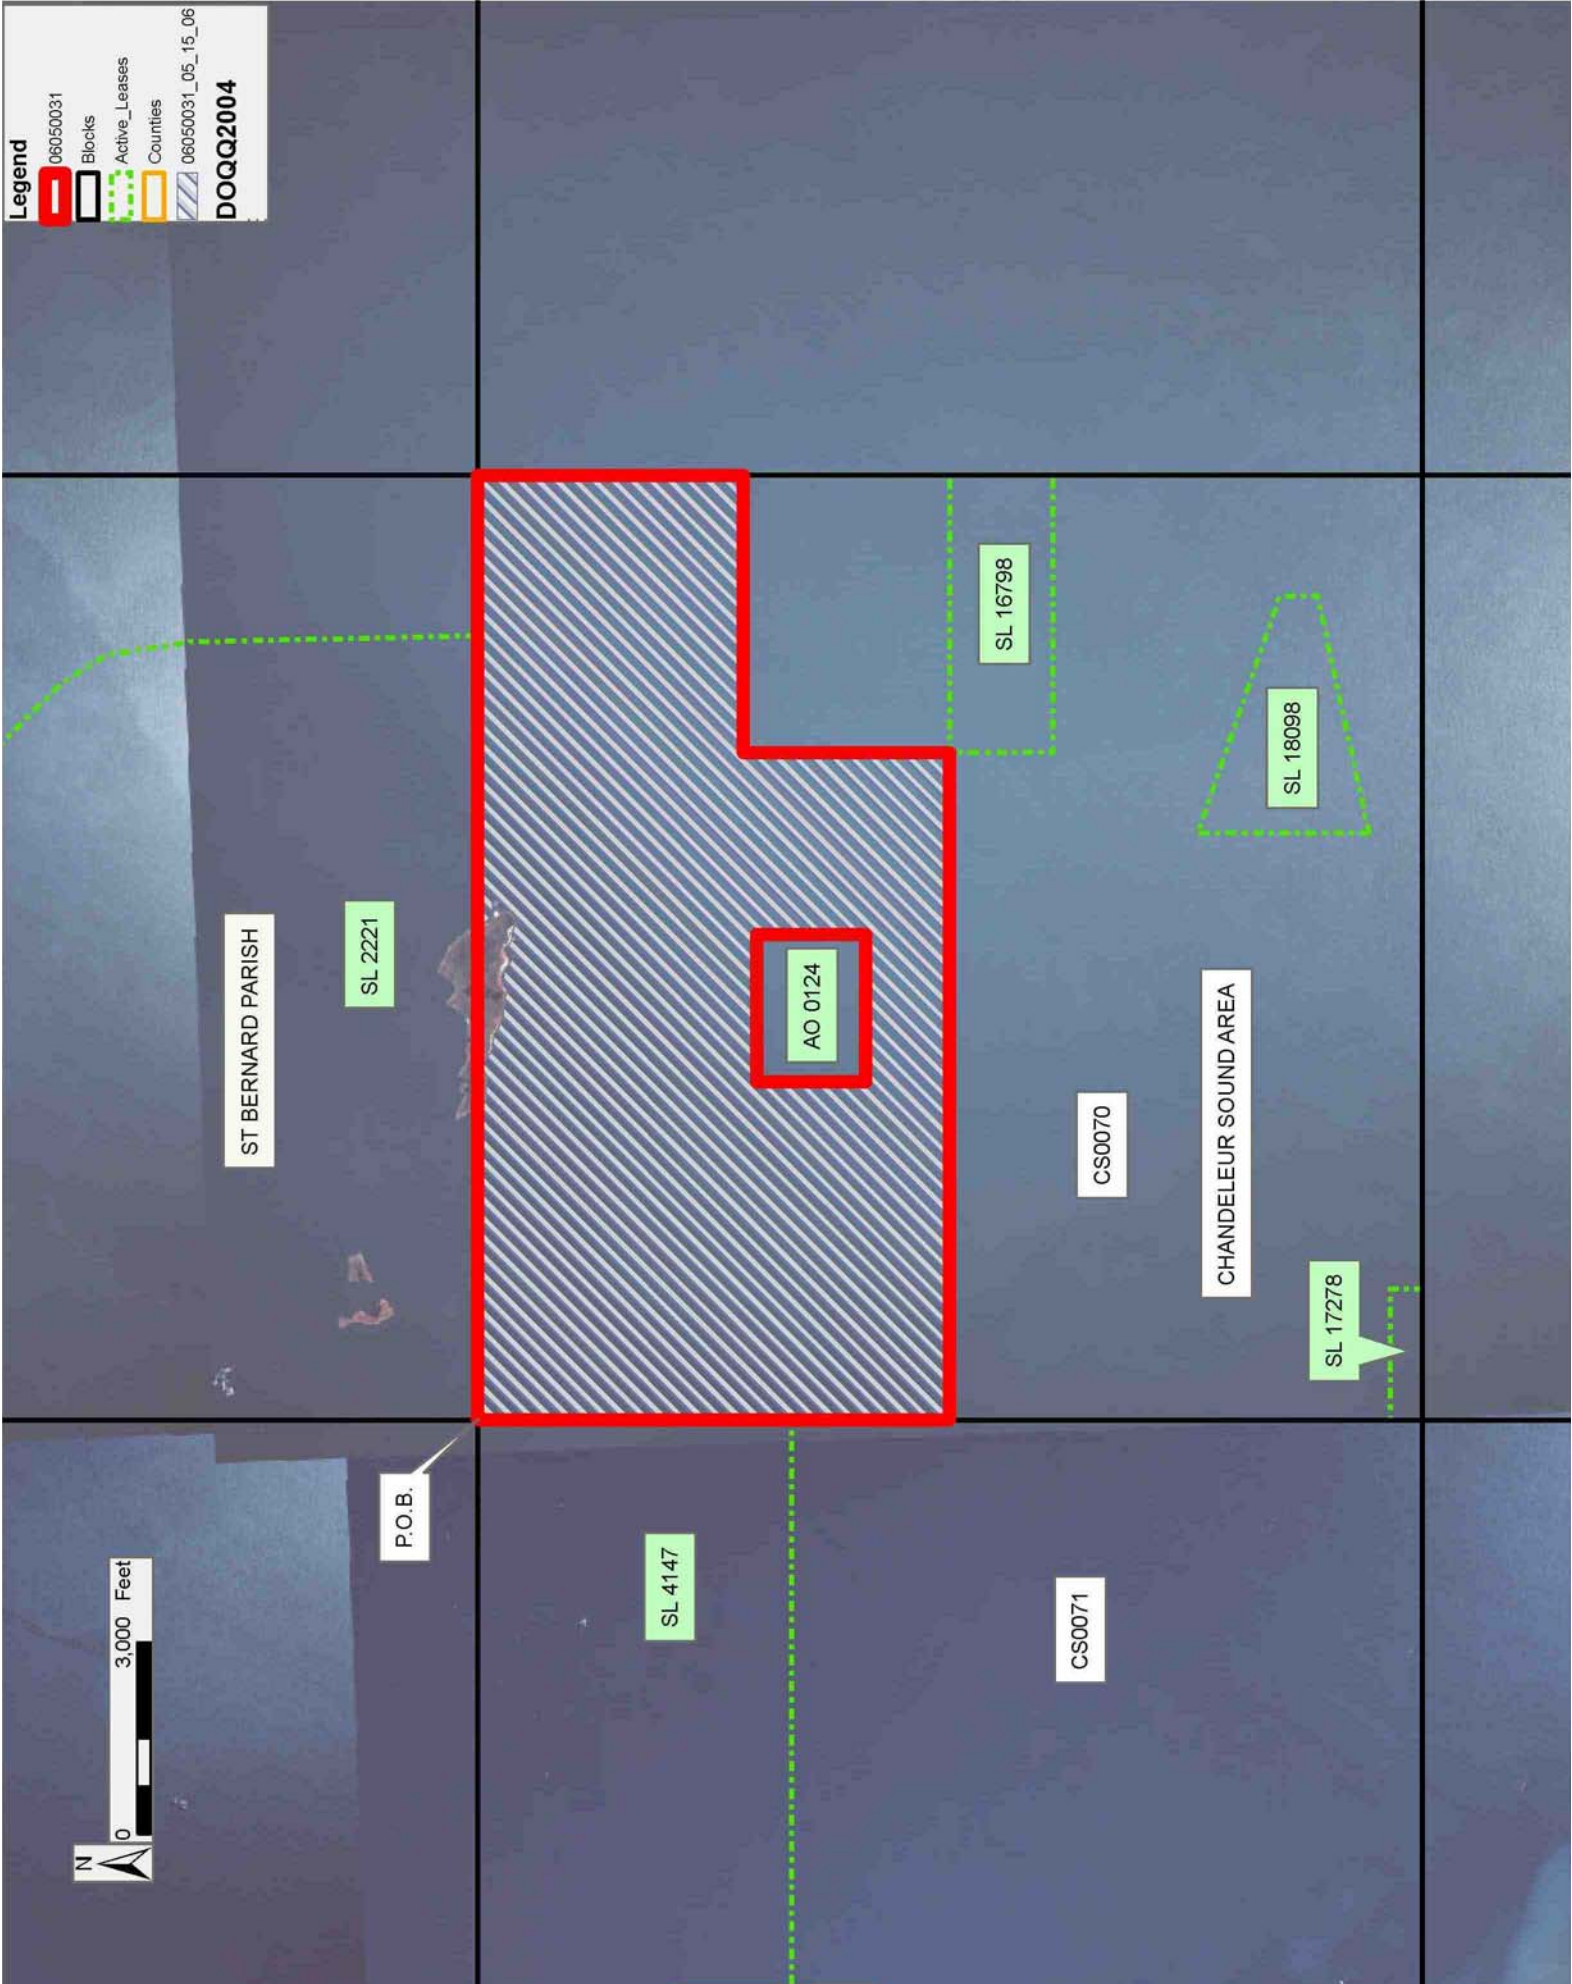 Legend
06050031
Blocks
Active_Leases
Counties
06050031_05_15_06
DOQQ2004
N
0 3,000 Feet
ST BERNARD PARISH
SL 2221
P.O.B.
SL 4147
AO 0124
SL 16798
CS0071
CS0070
CHANDELEUR SOUND AREA
SL 18098
SL 17278